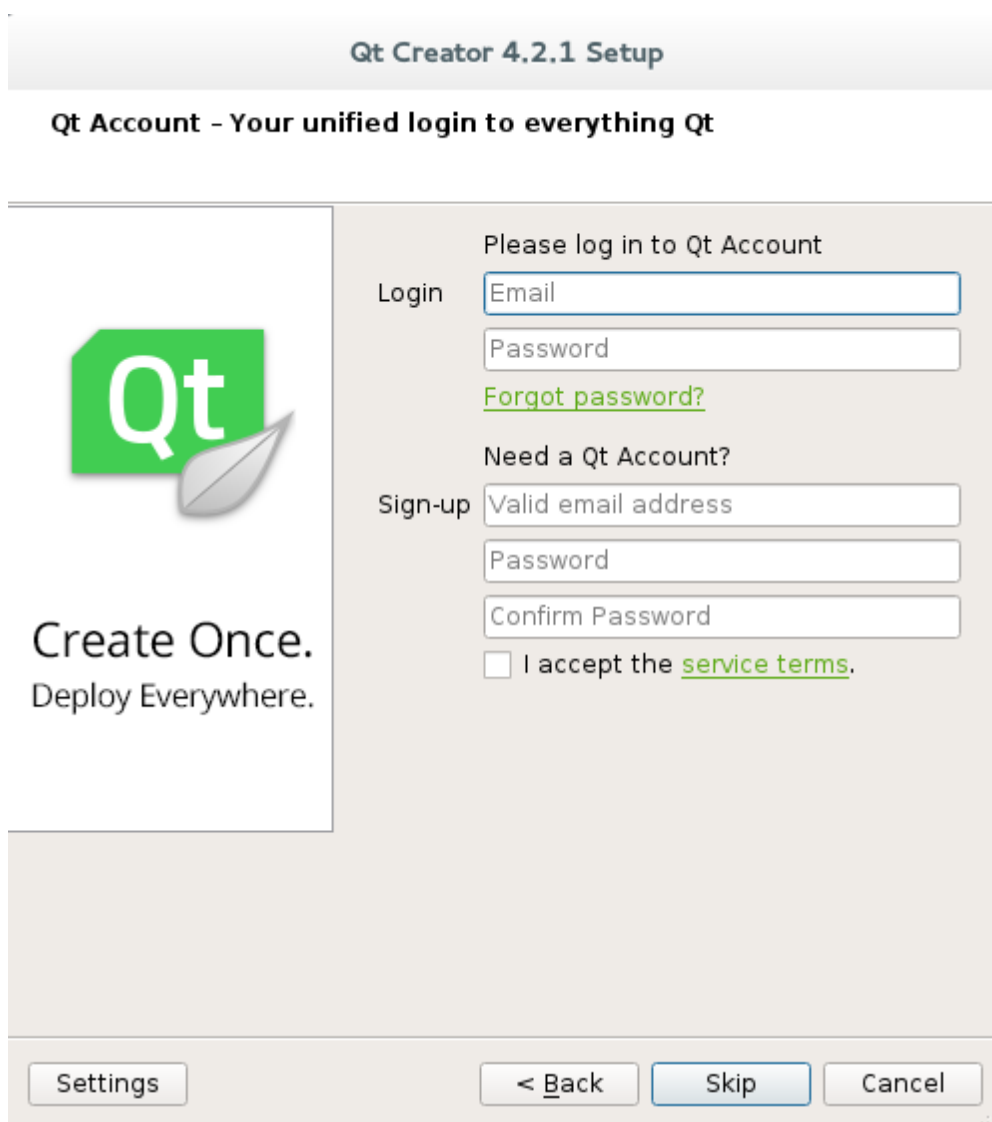 Qt Creator 4.2.1 Setup
Qt Account – Your unified login to everything Qt
Qt
Create Once.
Deploy Everywhere.
Please log in to Qt Account
Login Email
Password
Forgot password?
Need a Qt Account?
Sign-up Valid email address
Password
Confirm Password
I accept the service terms.
Settings < Back Skip Cancel